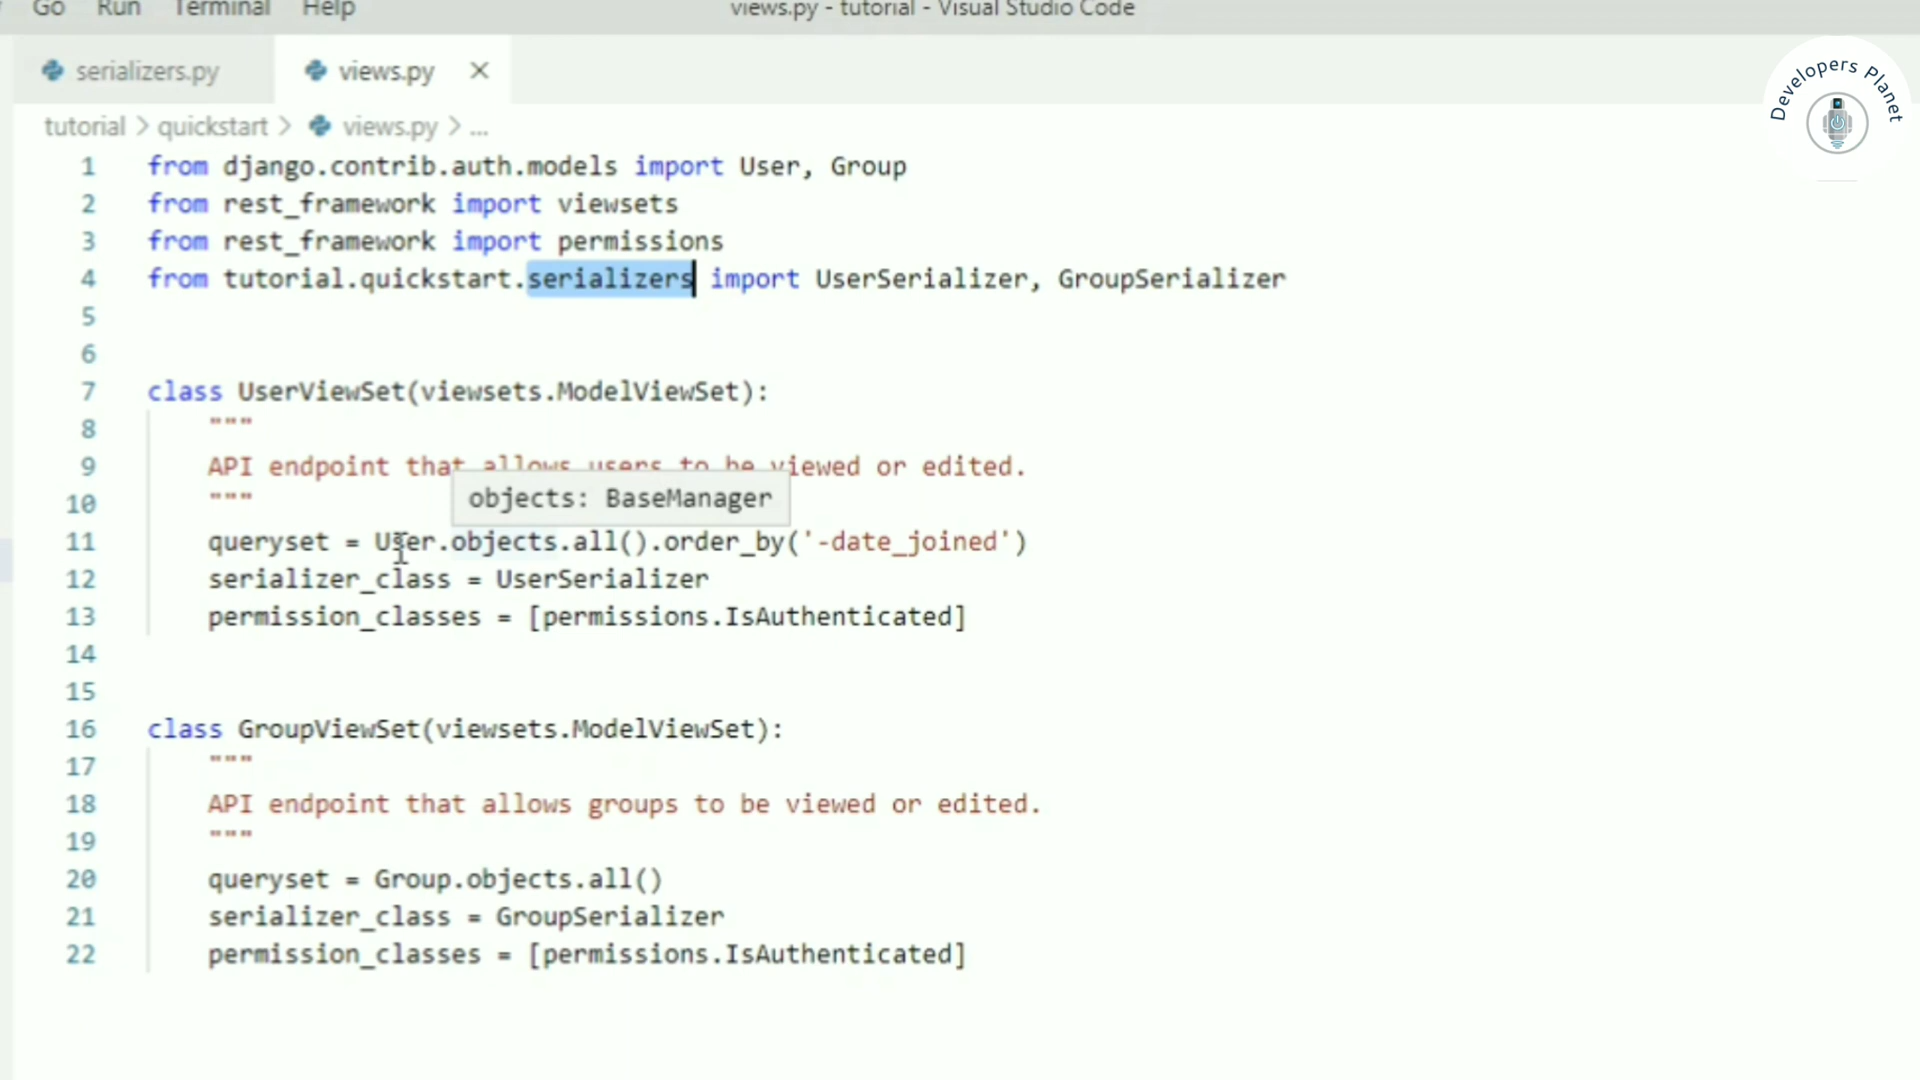 Go Run Terminal Help views.py - tutorial - Visual Studio Code
serializers.py views.py
Developers Planet
tutorial > quickstart > views.py > ...
1 from django.contrib.auth.models import User, Group
2 from rest_framework import viewsets
3 from rest_framework import permissions
4 from tutorial.quickstart.serializers import UserSerializer, GroupSerializer
5
6
7 class UserViewSet(viewsets.ModelViewSet):
8 """
9 API endpoint that allows users to be viewed or edited.
objects: BaseManager
10 """
11 queryset = User.objects.all().order_by('-date_joined')
12 serializer_class = UserSerializer
13 permission_classes = [permissions.IsAuthenticated]
14
15
16 class GroupViewSet(viewsets.ModelViewSet):
17 """
18 API endpoint that allows groups to be viewed or edited.
19 """
20 queryset = Group.objects.all()
21 serializer_class = GroupSerializer
22 permission_classes = [permissions.IsAuthenticated]